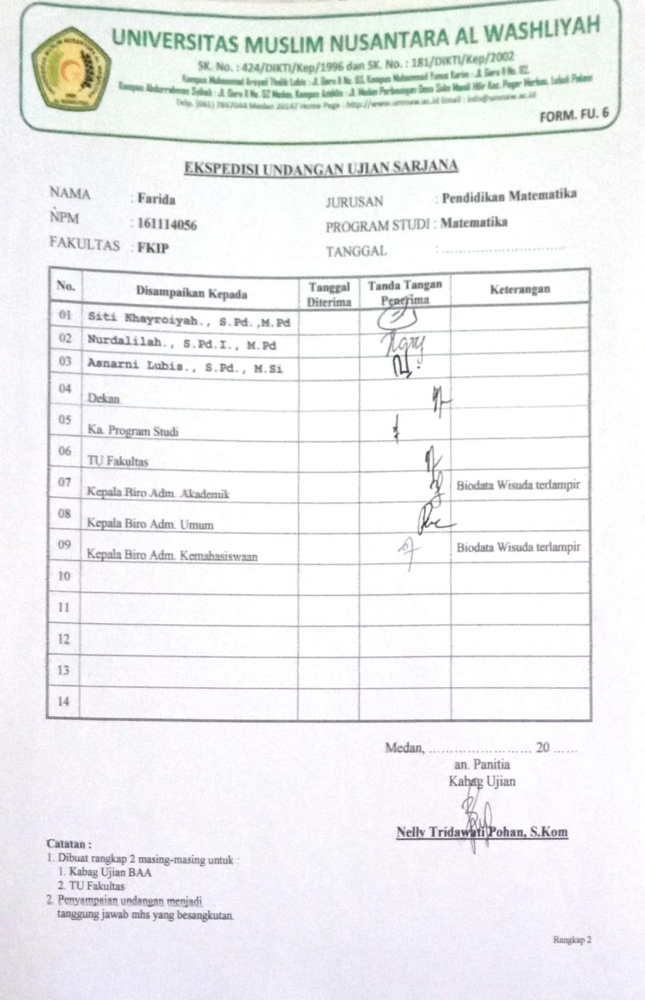 UNIVERSITAS MUSLIM NUSANTARA AL WASHLIYAH
SK. No. : 424/DIKTI/Kep/1996 dan SK. No. : 181/DIKTI/Kep/2002
Kampus Muhammad Arsyad Thalib Lubis : Jl. Garu II No. 93, Kampus Muhammad Yunus Karim : Jl. Garu II No. 02,
Kampus Abdurrahman Syihab : Jl. Garu II No. 52 Medan, Kampus Aziddin : Jl. Medan Perbaungan Desa Suka Mandi Hilir Kec. Pagar Merbau, Lubuk Pakam
Telp. (061) 7867044 Medan 20147 Home Page : http://www.umnaw.ac.id Email : info@umnaw.ac.id
FORM. FU. 6
EKSPEDISI UNDANGAN UJIAN SARJANA
NAMA : Farida JURUSAN : Pendidikan Matematika
NPM : 161114056 PROGRAM STUDI : Matematika
FAKULTAS : FKIP TANGGAL : ................................
No. Disampaikan Kepada Tanggal Diterima Tanda Tangan Penerima Keterangan
01 Siti Khayroiyah., S.Pd.,M.Pd
02 Nurdalilah., S.Pd.I., M.Pd
03 Asnarni Lubis., S.Pd., M.Si
04 Dekan
05 Ka. Program Studi
06 TU Fakultas
07 Kepala Biro Adm. Akademik Biodata Wisuda terlampir
08 Kepala Biro Adm. Umum
09 Kepala Biro Adm. Kemahasiswaan Biodata Wisuda terlampir
10
11
12
13
14
Medan, ........................ 20 ......
an. Panitia
Kabag Ujian
Nelly Tridawati Pohan, S.Kom
Catatan :
1. Dibuat rangkap 2 masing-masing untuk :
1. Kabag Ujian BAA
2. TU Fakultas
2. Penyampaian undangan menjadi
tanggung jawab mhs yang besangkutan.
Rangkap 2